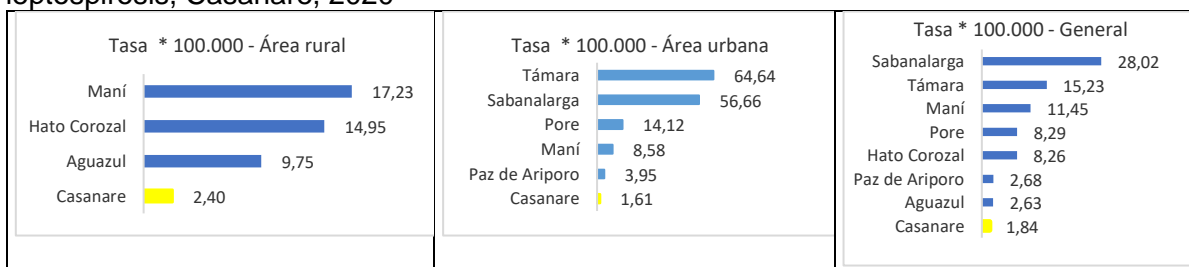 leptospirosis, Casanare, 2020
Tasa * 100.000 - Área rural
Maní 17,23
Hato Corozal 14,95
Aguazul 9,75
Casanare 2,40
Tasa * 100.000 - Área urbana
Támara 64,64
Sabanalarga 56,66
Pore 14,12
Maní 8,58
Paz de Ariporo 3,95
Casanare 1,61
Tasa * 100.000 - General
Sabanalarga 28,02
Támara 15,23
Maní 11,45
Pore 8,29
Hato Corozal 8,26
Paz de Ariporo 2,68
Aguazul 2,63
Casanare 1,84